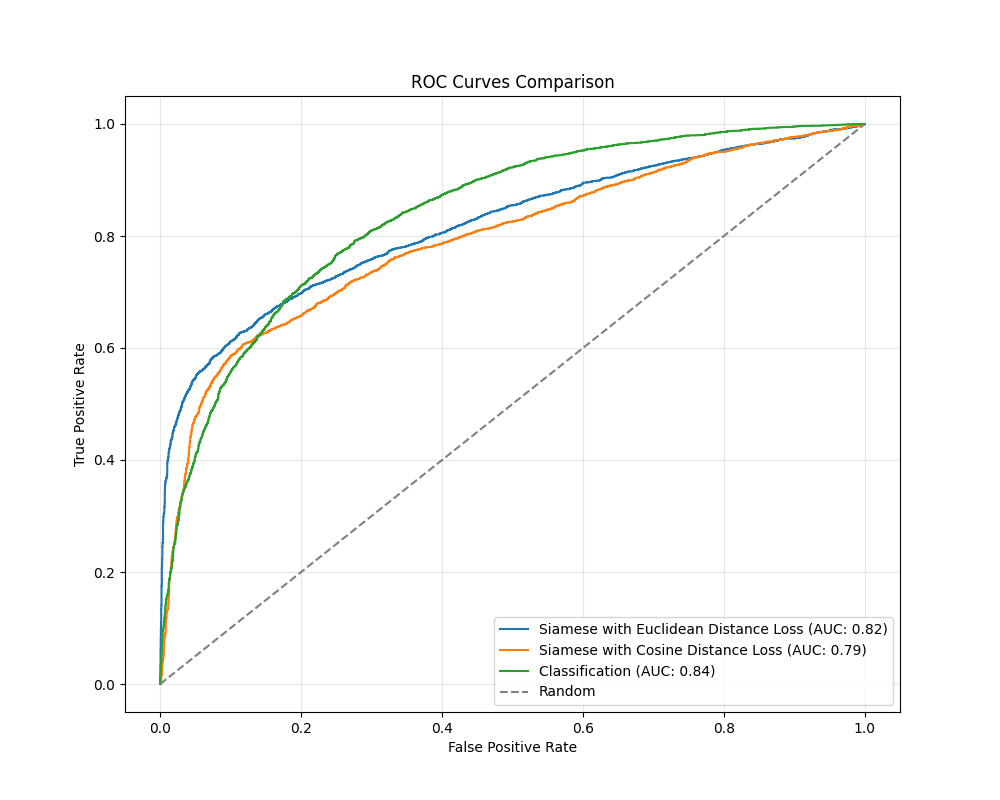 ROC Curves Comparison
True Positive Rate
1.0
0.8
0.6
0.4
0.2
0.0
0.0 0.2 0.4 0.6 0.8 1.0
False Positive Rate
Siamese with Euclidean Distance Loss (AUC: 0.82)
Siamese with Cosine Distance Loss (AUC: 0.79)
Classification (AUC: 0.84)
Random